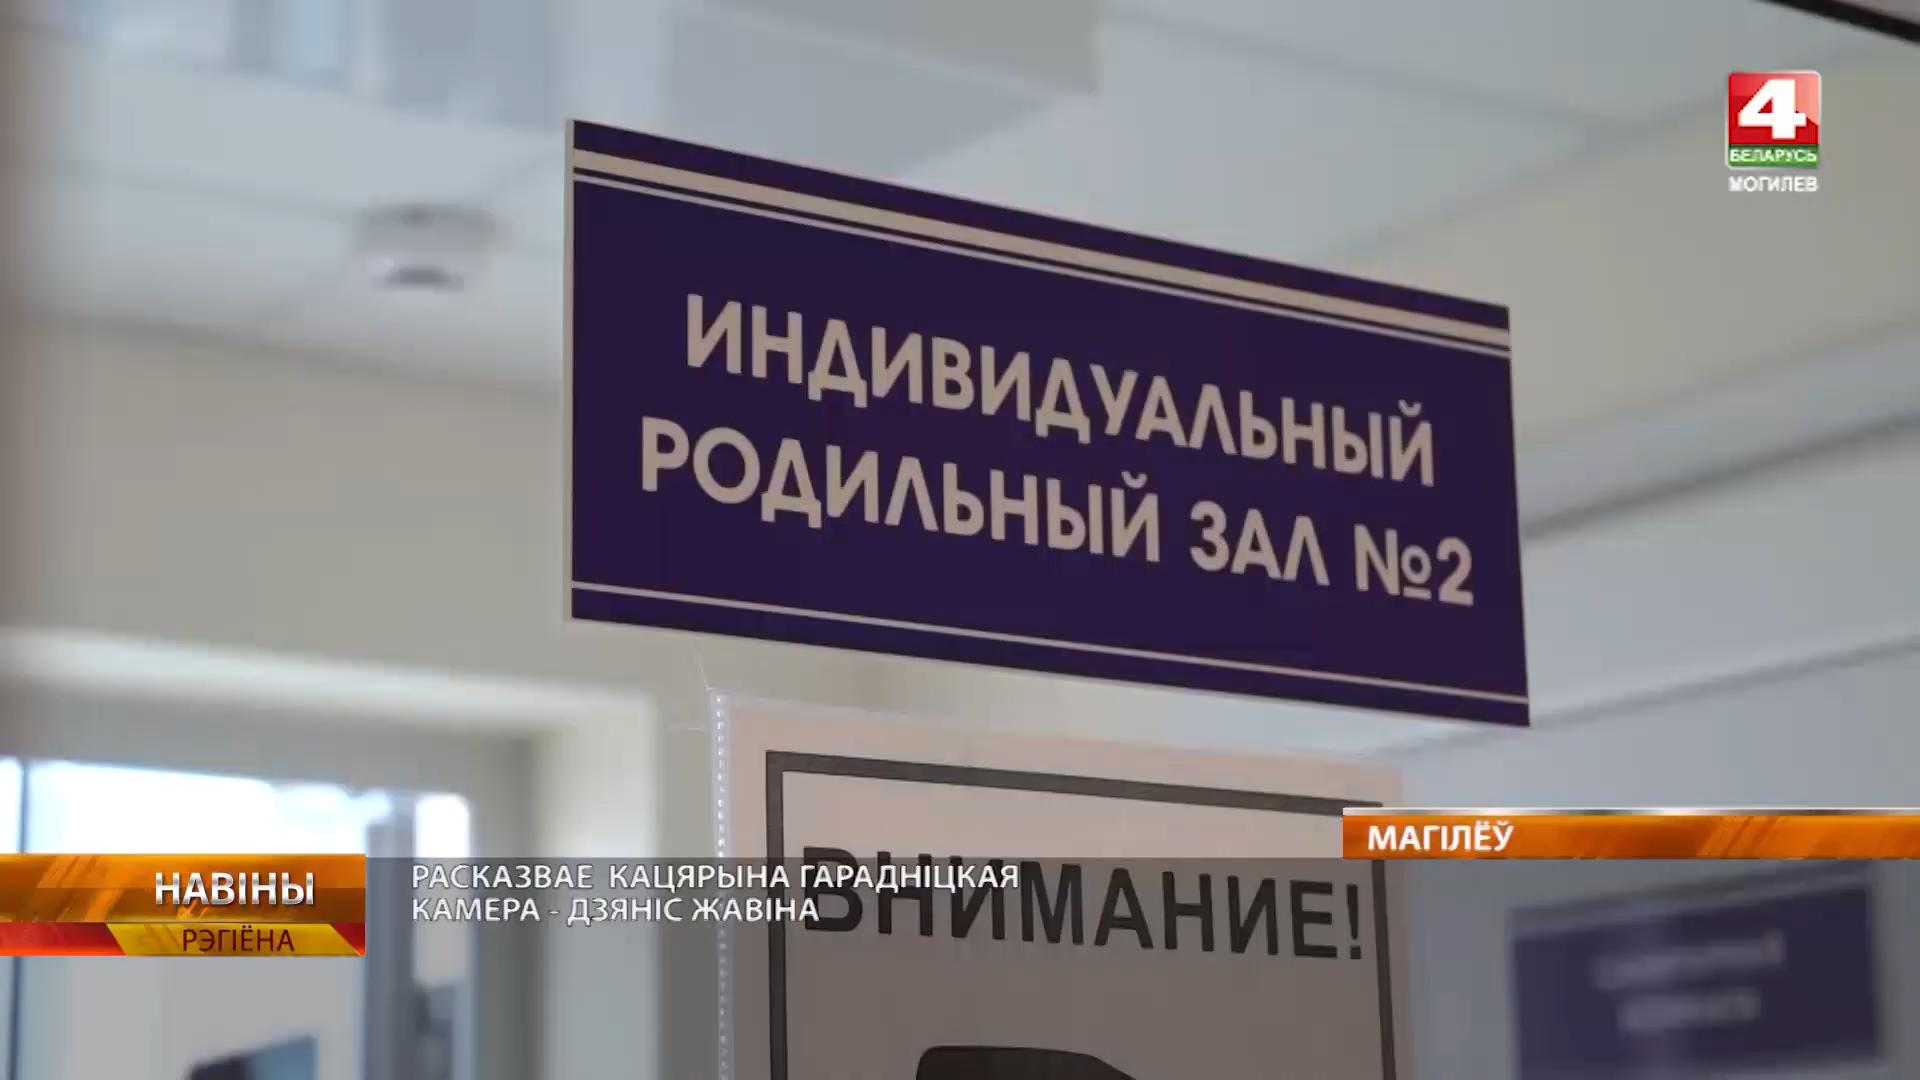 4
БЕЛАРУСЬ
МОГИЛЕВ
ИНДИВИДУАЛЬНЫЙ
РОДИЛЬНЫЙ ЗАЛ №2
ВНИМАНИЕ!
МАГІЛЁЎ
НАВІНЫ
РЭГІЁНА
РАСКАЗВАЕ КАЦЯРЫНА ГАРАДНІЦКАЯ
КАМЕРА - ДЗЯНІС ЖАВІНА